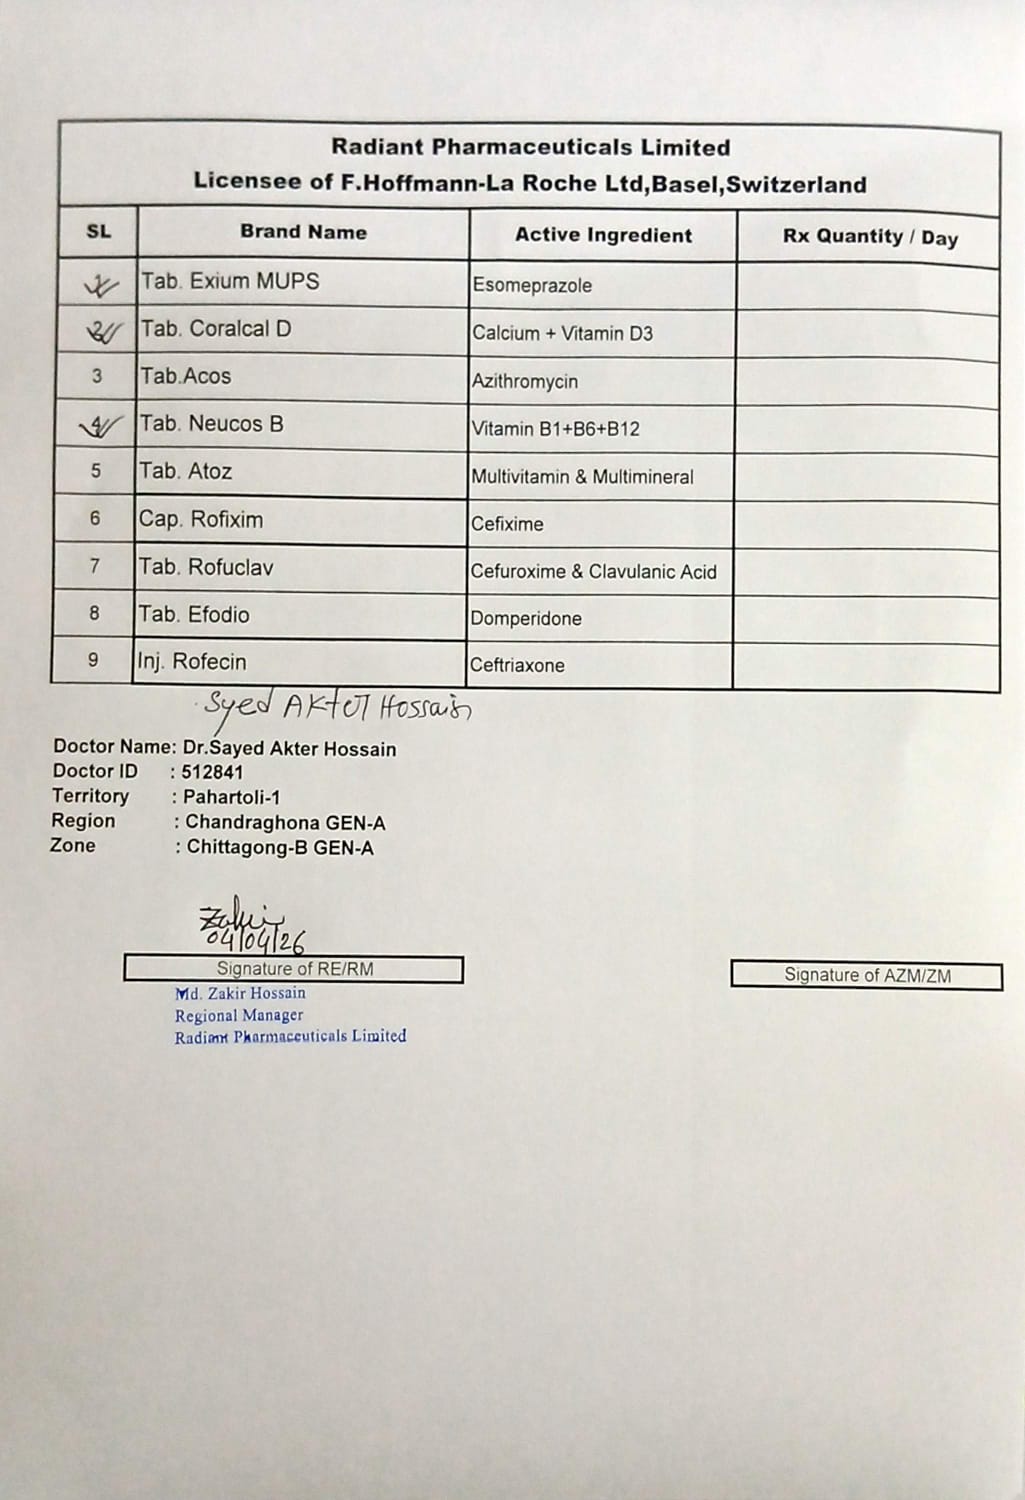 Radiant Pharmaceuticals Limited
Licensee of F.Hoffmann-La Roche Ltd,Basel,Switzerland
SL Brand Name Active Ingredient Rx Quantity / Day
1 Tab. Exium MUPS Esomeprazole
2 Tab. Coralcal D Calcium + Vitamin D3
3 Tab.Acos Azithromycin
4 Tab. Neucos B Vitamin B1+B6+B12
5 Tab. Atoz Multivitamin & Multimineral
6 Cap. Rofixim Cefixime
7 Tab. Rofuclav Cefuroxime & Clavulanic Acid
8 Tab. Efodio Domperidone
9 Inj. Rofecin Ceftriaxone
Syed AKter Hossain
Doctor Name: Dr.Sayed Akter Hossain
Doctor ID : 512841
Territory : Pahartoli-1
Region : Chandraghona GEN-A
Zone : Chittagong-B GEN-A
Zakir
04/04/26
Signature of RE/RM
Signature of AZM/ZM
Md. Zakir Hossain
Regional Manager
Radiant Pharmaceuticals Limited